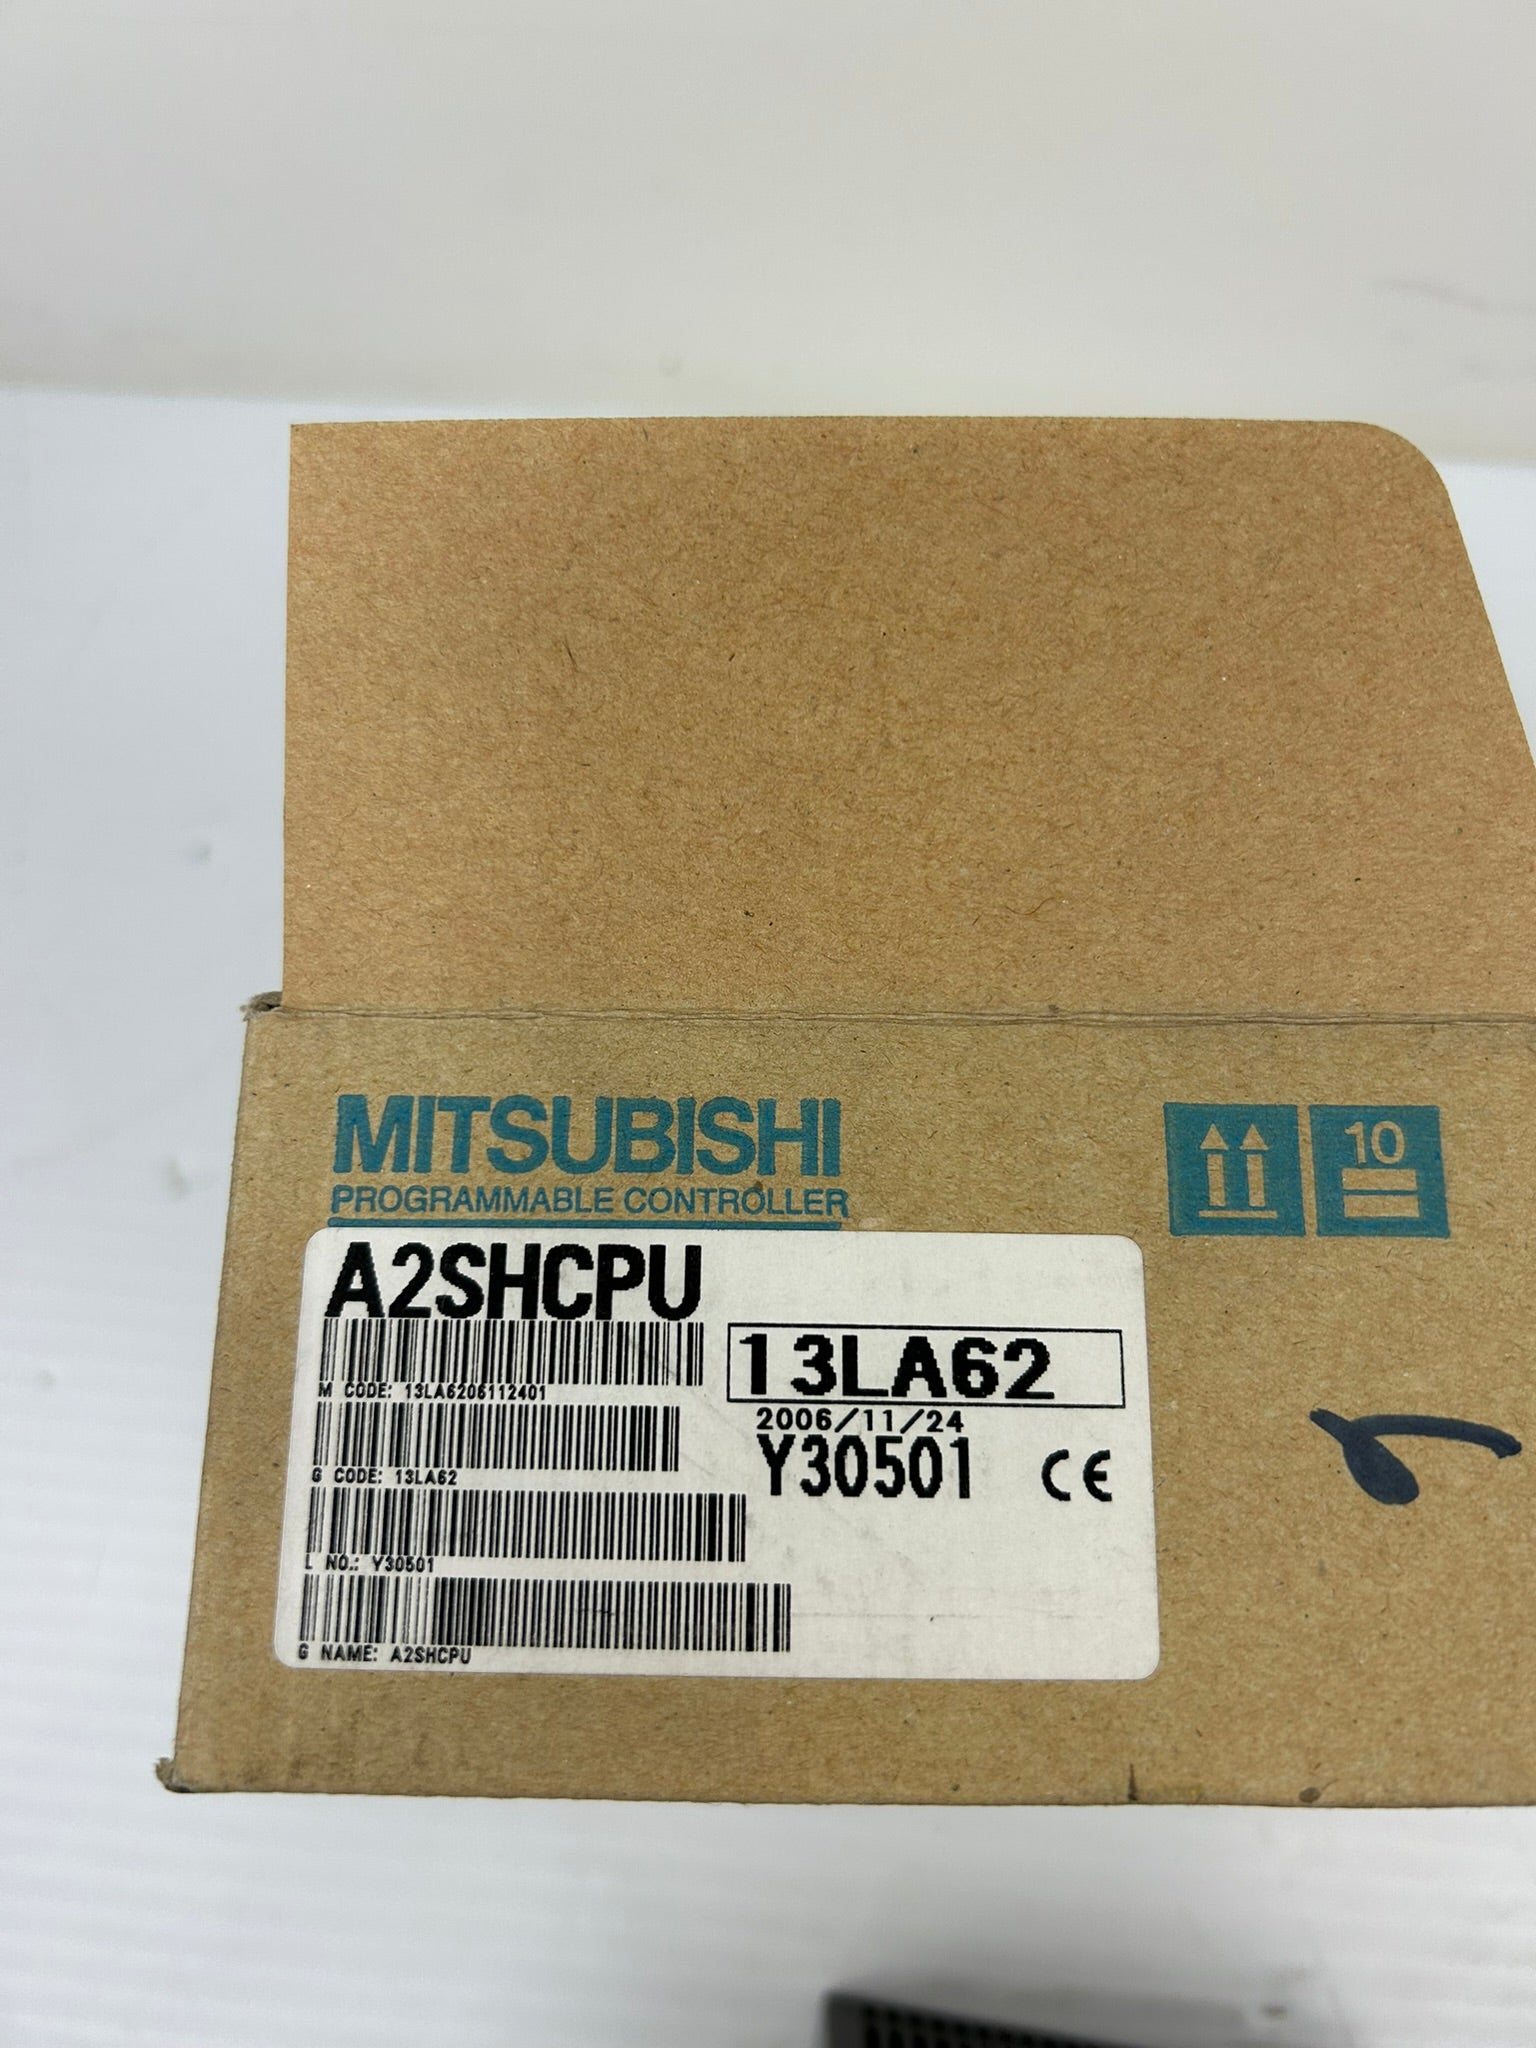 MITSUBISHI
PROGRAMMABLE CONTROLLER
10
A2SHCPU
13LA62
M CODE: 13LA6206112401
2006/11/24
Y30501 CE
G CODE: 13LA62
L NO.: Y30501
G NAME: A2SHCPU